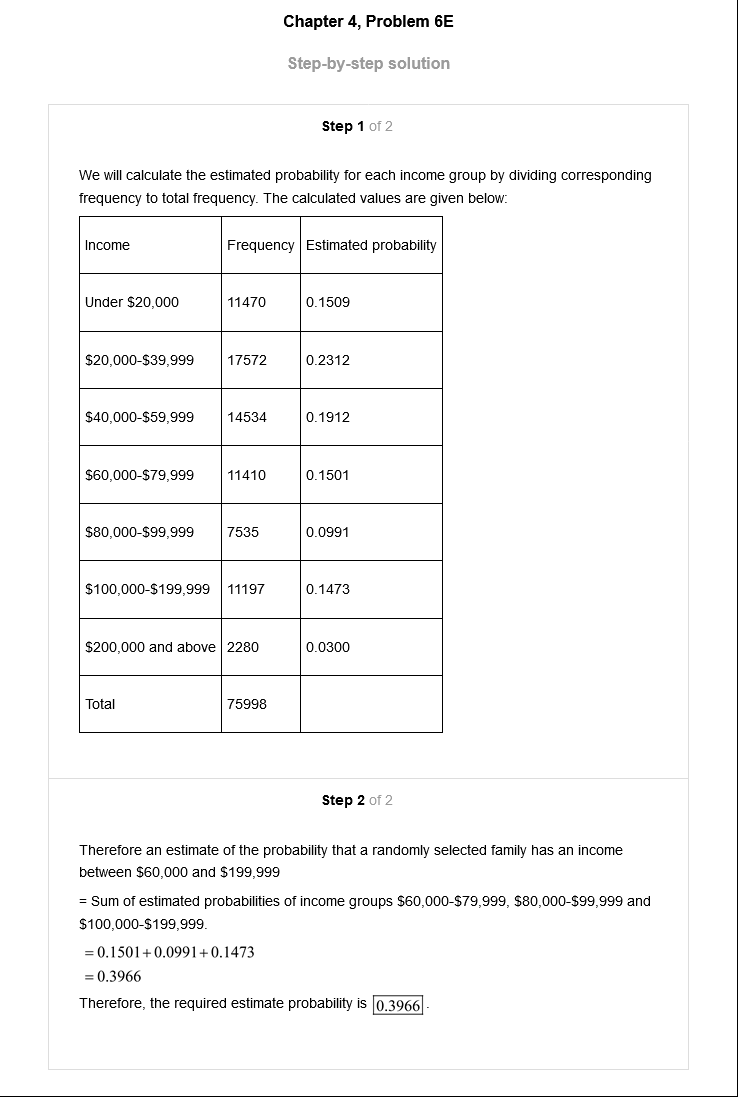 Chapter 4, Problem 6E
Step-by-step solution
Step 1 of 2
We will calculate the estimated probability for each income group by dividing corresponding
frequency to total frequency. The calculated values are given below:
Income Frequency Estimated probability
Under $20,000 11470 0.1509
$20,000-$39,999 17572 0.2312
$40,000-$59,999 14534 0.1912
$60,000-$79,999 11410 0.1501
$80,000-$99,999 7535 0.0991
$100,000-$199,999 11197 0.1473
$200,000 and above 2280 0.0300
Total 75998
Step 2 of 2
Therefore an estimate of the probability that a randomly selected family has an income
between $60,000 and $199,999
= Sum of estimated probabilities of income groups $60,000-$79,999, $80,000-$99,999 and
$100,000-$199,999.
= 0.1501 + 0.0991 + 0.1473
= 0.3966
Therefore, the required estimate probability is 0.3966.